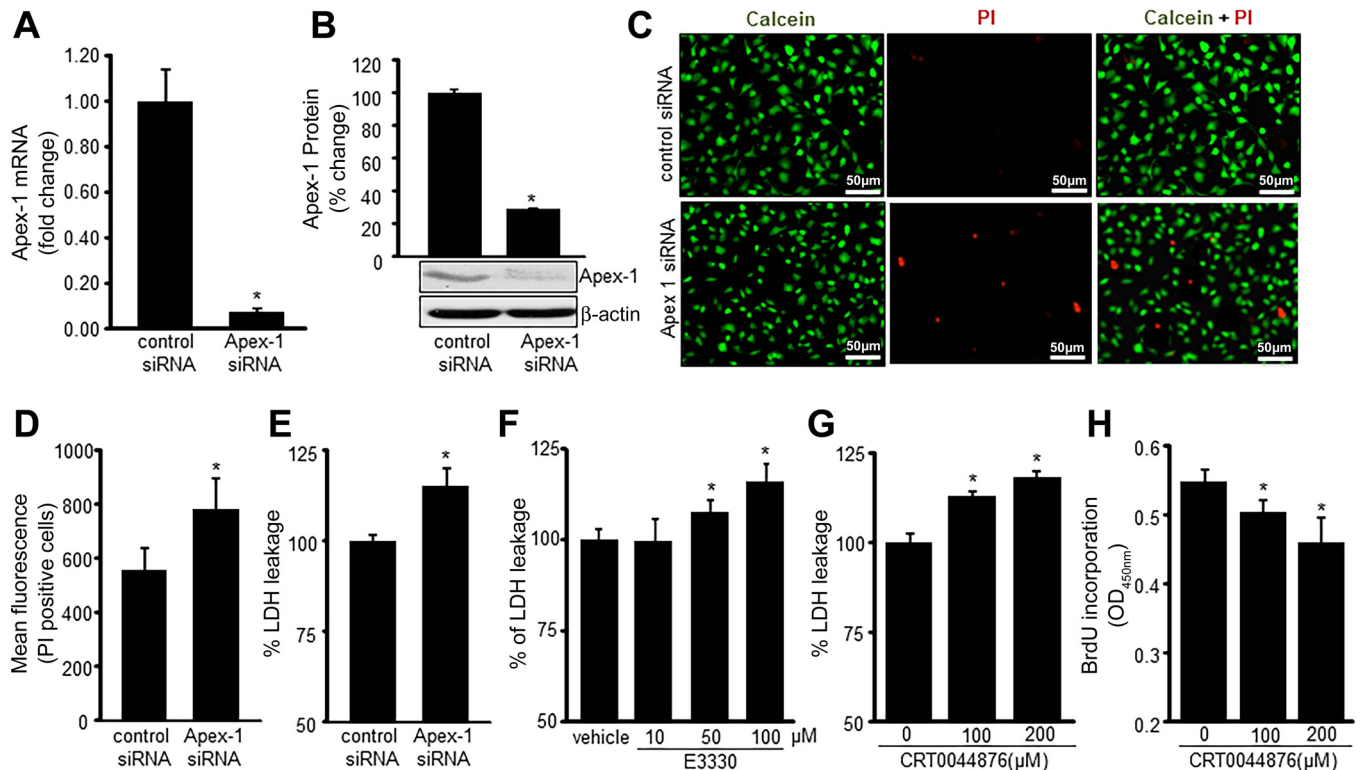 A
Apex-1 mRNA
(fold change)
1.20
1.00
0.80
0.60
0.40
0.20
0.00
*
control
siRNA
Apex-1
siRNA
B
Apex-1 Protein
(% change)
120
100
80
60
40
20
0
*
Apex-1
β-actin
control
siRNA
Apex-1
siRNA
C
Calcein
PI
Calcein + PI
control siRNA
50µm
50µm
50µm
Apex 1 siRNA
50µm
50µm
50µm
D
Mean fluorescence
(PI positive cells)
1000
800
600
400
200
0
*
control
siRNA
Apex-1
siRNA
E
% LDH leakage
125
100
75
50
*
control
siRNA
Apex-1
siRNA
F
% of LDH leakage
125
100
75
50
*
*
vehicle 10 50 100 µM
E3330
G
% LDH leakage
125
100
75
50
*
*
0 100 200
CRT0044876(µM)
H
BrdU incorporation
(OD450nm)
0.6
0.5
0.4
0.3
0.2
*
*
0 100 200
CRT0044876(µM)